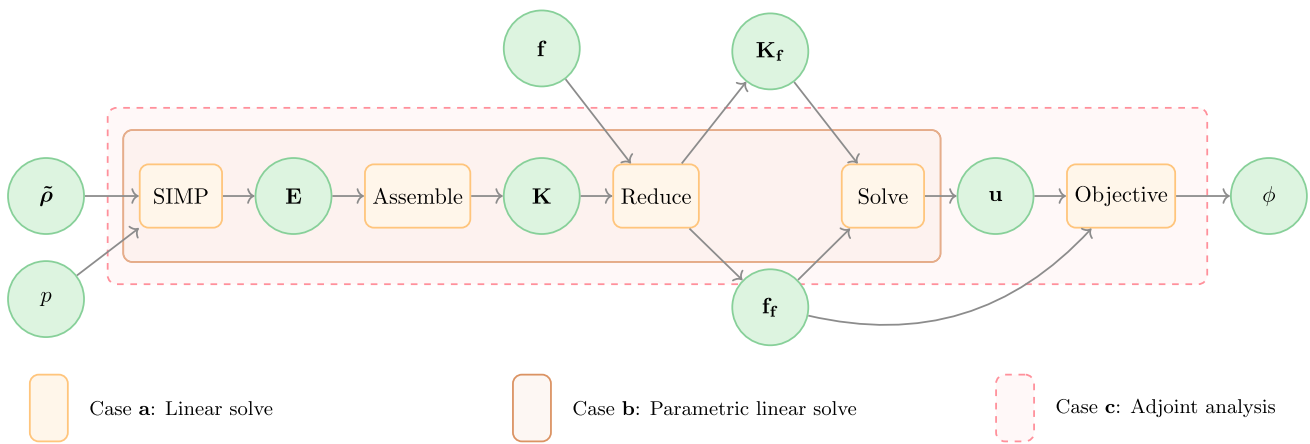 f
K_f
ρ̃
SIMP
E
Assemble
K
Reduce
Solve
u
Objective
ϕ
p
f_f
Case a: Linear solve
Case b: Parametric linear solve
Case c: Adjoint analysis